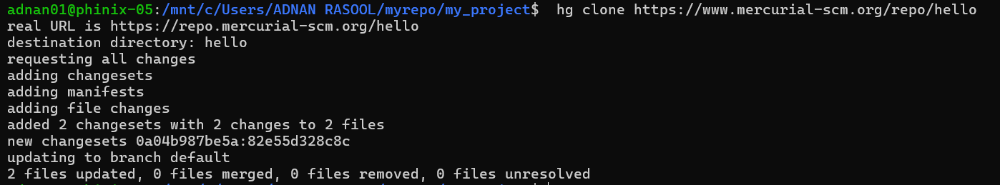 adnan01@phinix-05:/mnt/c/Users/ADNAN RASOOL/myrepo/my_project$  hg clone https://www.mercurial-scm.org/repo/hello
real URL is https://repo.mercurial-scm.org/hello
destination directory: hello
requesting all changes
adding changesets
adding manifests
adding file changes
added 2 changesets with 2 changes to 2 files
new changesets 0a04b987be5a:82e55d328c8c
updating to branch default
2 files updated, 0 files merged, 0 files removed, 0 files unresolved